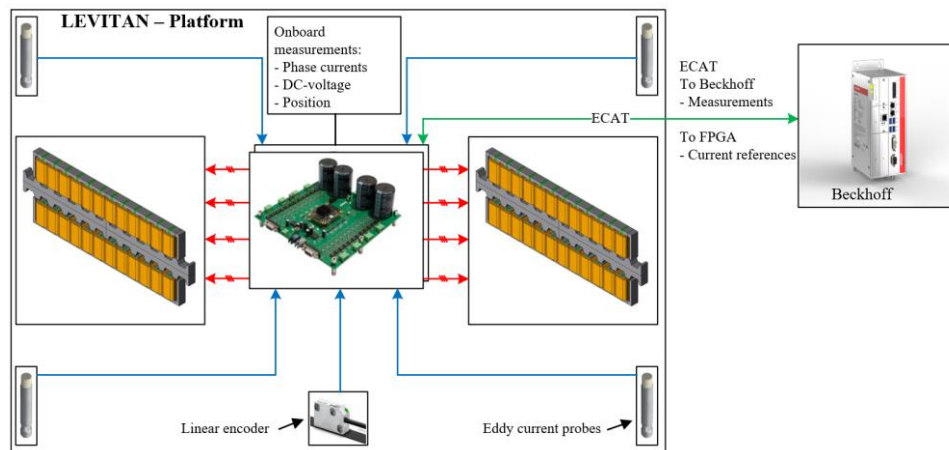 LEVITAN – Platform
Onboard
measurements:
- Phase currents
- DC-voltage
- Position
ECAT
ECAT
To Beckhoff
- Measurements
To FPGA
- Current references
Beckhoff
Linear encoder
Eddy current probes